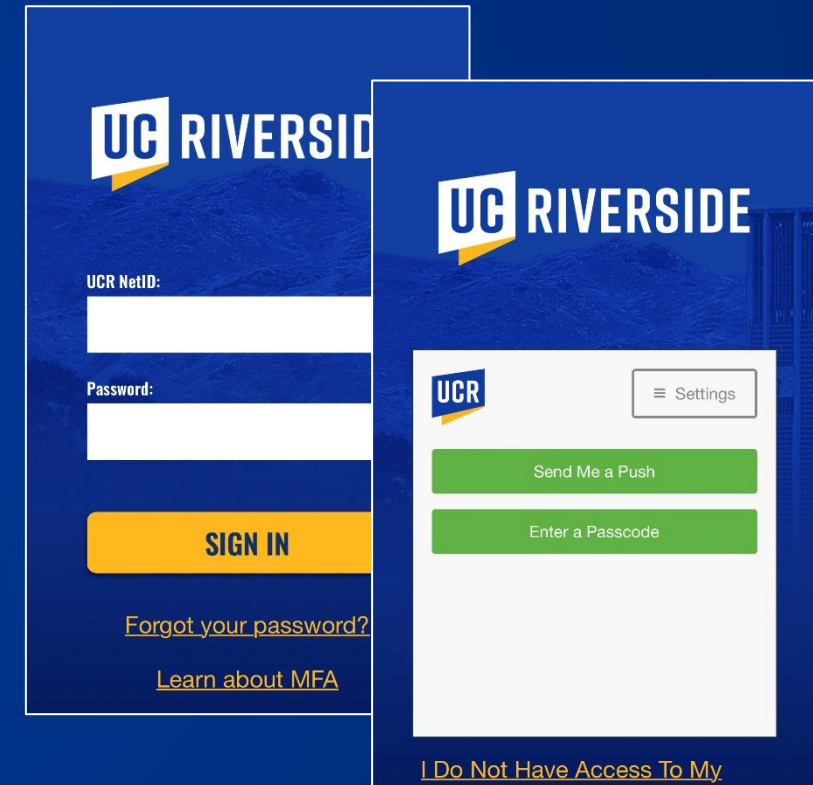 UC RIVERSID
UCR NetID:
Password:
SIGN IN
Forgot your password?
Learn about MFA
UC RIVERSIDE
UCR
≡ Settings
Send Me a Push
Enter a Passcode
I Do Not Have Access To My